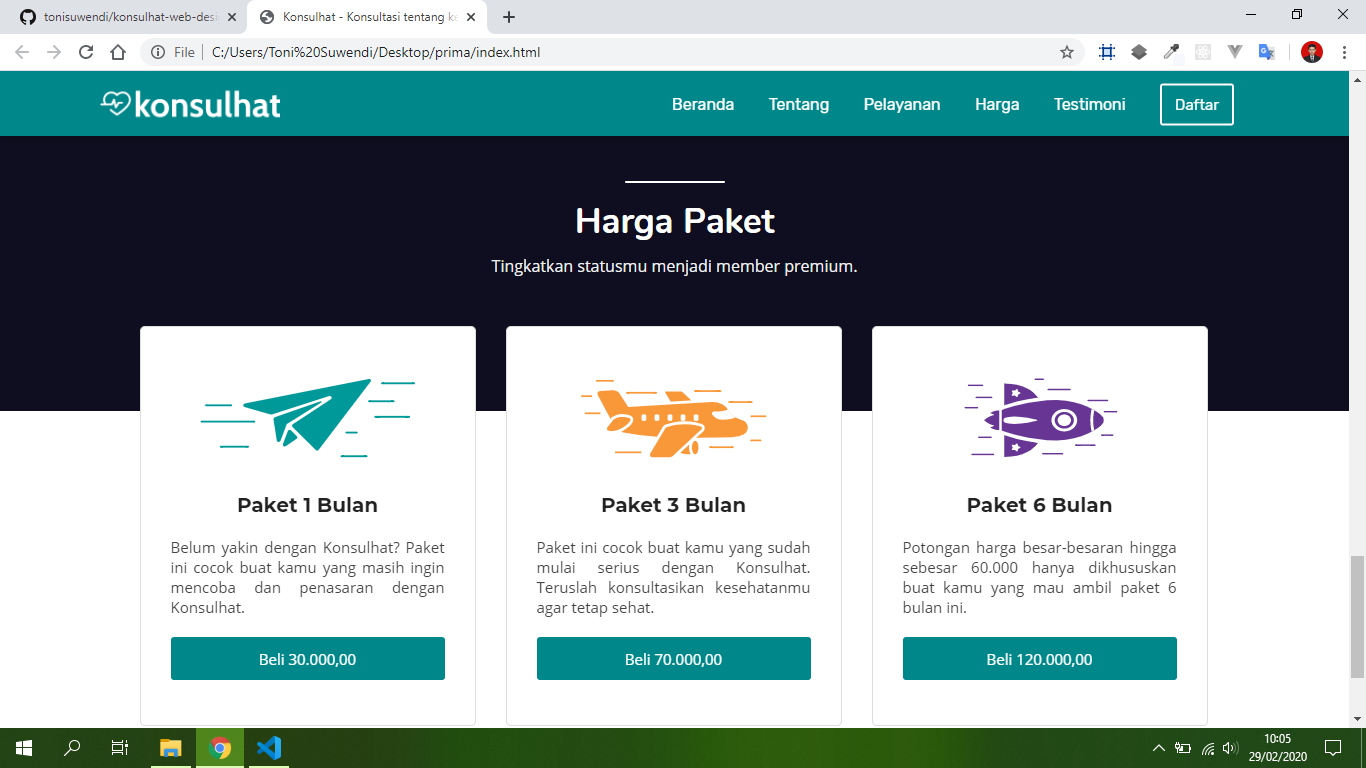 tonisuwendi/konsulhat-web-desi
Konsulhat - Konsultasi tentang ke
File
C:/Users/Toni%20Suwendi/Desktop/prima/index.html
konsulhat
Beranda Tentang Pelayanan Harga Testimoni Daftar
Harga Paket
Tingkatkan statusmu menjadi member premium.
Paket 1 Bulan
Belum yakin dengan Konsulhat? Paket
ini cocok buat kamu yang masih ingin
mencoba dan penasaran dengan
Konsulhat.
Beli 30.000,00
Paket 3 Bulan
Paket ini cocok buat kamu yang sudah
mulai serius dengan Konsulhat.
Teruslah konsultasikan kesehatanmu
agar tetap sehat.
Beli 70.000,00
Paket 6 Bulan
Potongan harga besar-besaran hingga
sebesar 60.000 hanya dikhususkan
buat kamu yang mau ambil paket 6
bulan ini.
Beli 120.000,00
10:05
29/02/2020